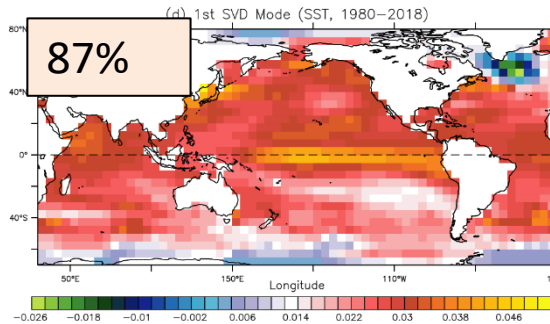 (d) 1st SVD Mode (SST, 1980−2018)
87%
80°
40°N
0°
40°S
50°E
150°E
110°W
Longitude
-0.026 -0.018 -0.01 -0.002 0.006 0.014 0.022 0.03 0.038 0.046